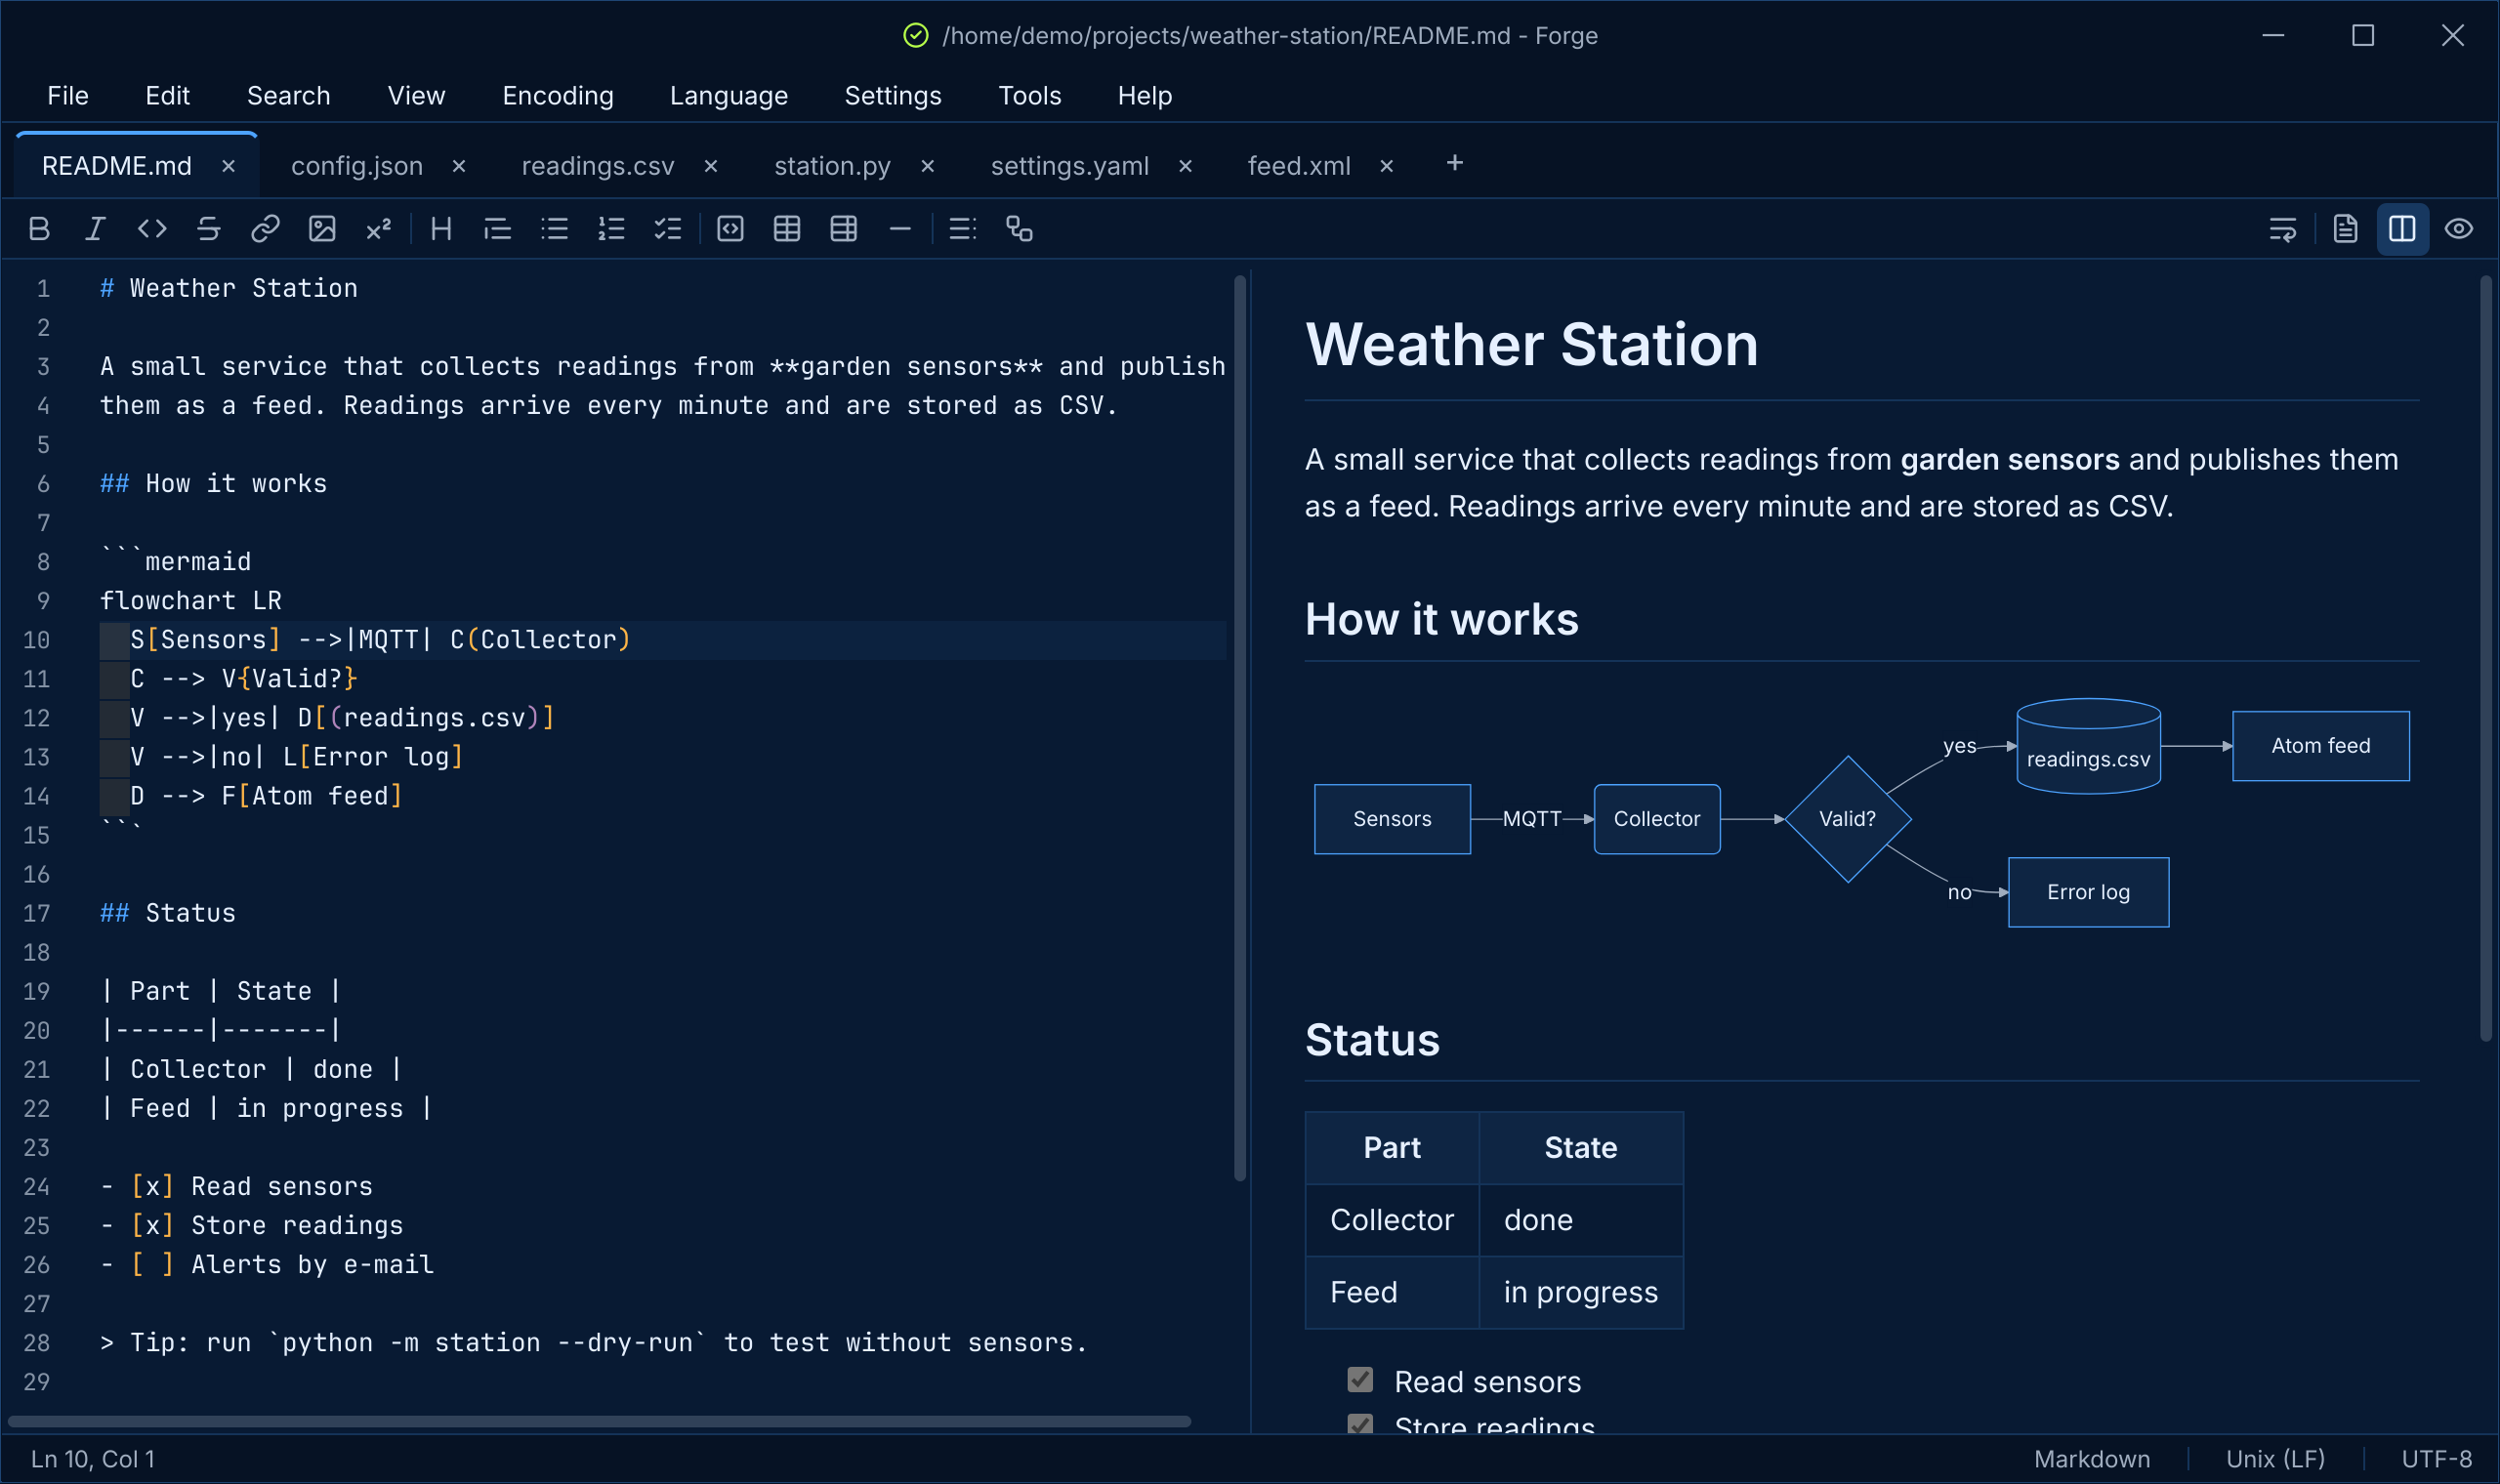 /home/demo/projects/weather-station/README.md - Forge
File Edit Search View Encoding Language Settings Tools Help
README.md config.json readings.csv station.py settings.yaml feed.xml
1 # Weather Station
2
3 A small service that collects readings from **garden sensors** and publish
4 them as a feed. Readings arrive every minute and are stored as CSV.
5
6 ## How it works
7
8 ```mermaid
9 flowchart LR
10 S[Sensors] -->|MQTT| C(Collector)
11 C --> V{Valid?}
12 V -->|yes| D[(readings.csv)]
13 V -->|no| L[Error log]
14 D --> F[Atom feed]
15 ```
16
17 ## Status
18
19 | Part | State |
20 |------|-------|
21 | Collector | done |
22 | Feed | in progress |
23
24 - [x] Read sensors
25 - [x] Store readings
26 - [ ] Alerts by e-mail
27
28 > Tip: run `python -m station --dry-run` to test without sensors.
29
Weather Station
A small service that collects readings from garden sensors and publishes them
as a feed. Readings arrive every minute and are stored as CSV.
How it works
Sensors
MQTT
Collector
Valid?
yes
readings.csv
Atom feed
no
Error log
Status
Part State
Collector done
Feed in progress
Read sensors
Store readings
Ln 10, Col 1
Markdown Unix (LF) UTF-8